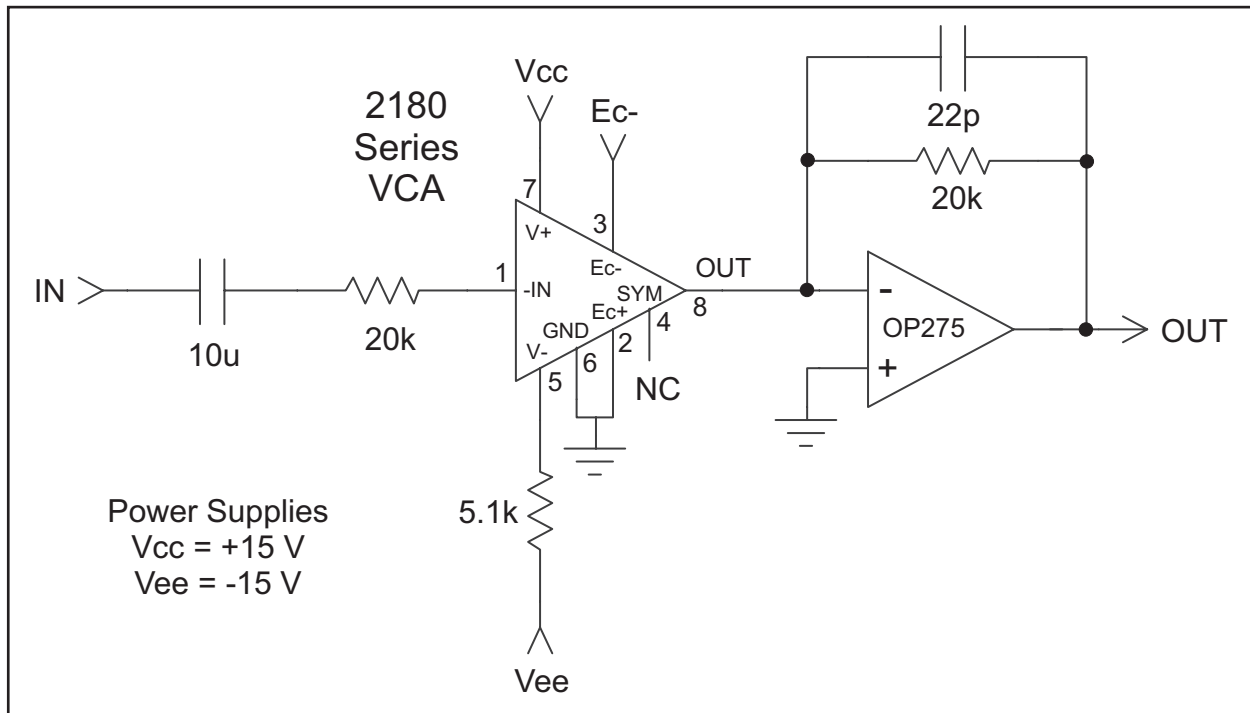 Vcc
2180
Series
VCA
Ec-
22p
20k
7
V+
3
Ec-
IN
10u
20k
1
-IN
SYM
OUT
8
4
Ec+
2
GND
6
V-
5
NC
-
OP275
+
OUT
5.1k
Power Supplies
Vcc = +15 V
Vee = -15 V
Vee